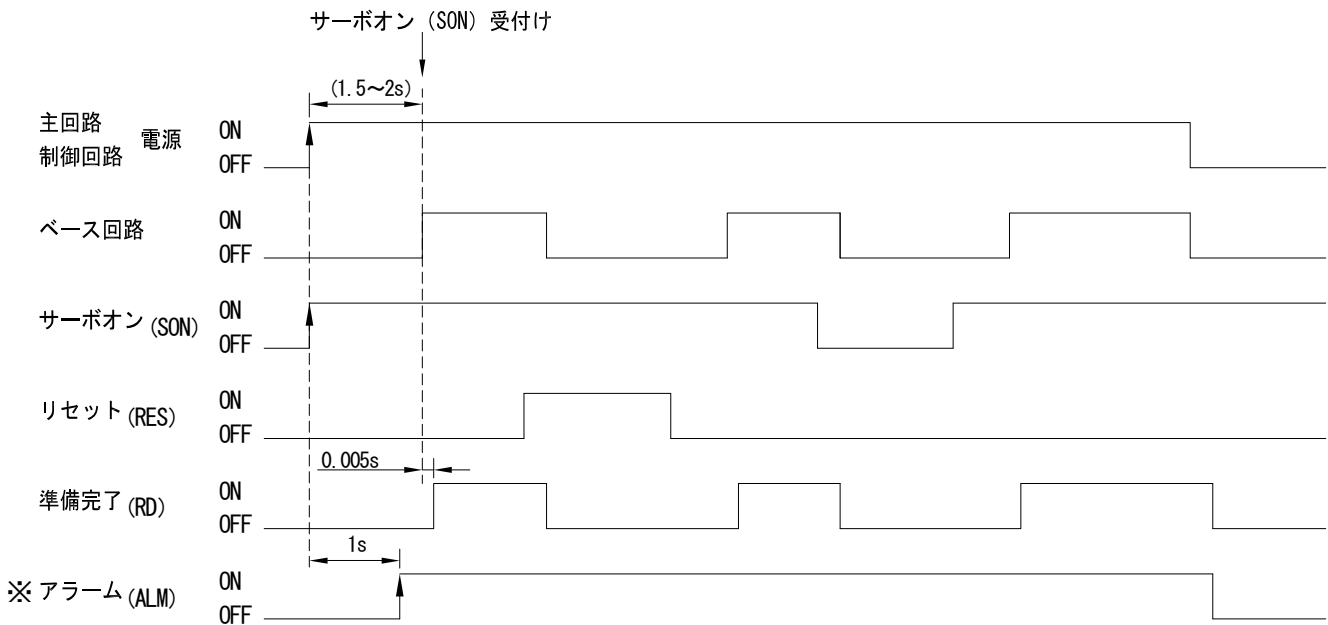 サーボオン (SON) 受付け
(1.5～2s)
主回路
制御回路
電源
ON
OFF
ベース回路
ON
OFF
サーボオン (SON)
ON
OFF
リセット (RES)
ON
OFF
0.005s
準備完了 (RD)
ON
OFF
1s
※ アラーム (ALM)
ON
OFF